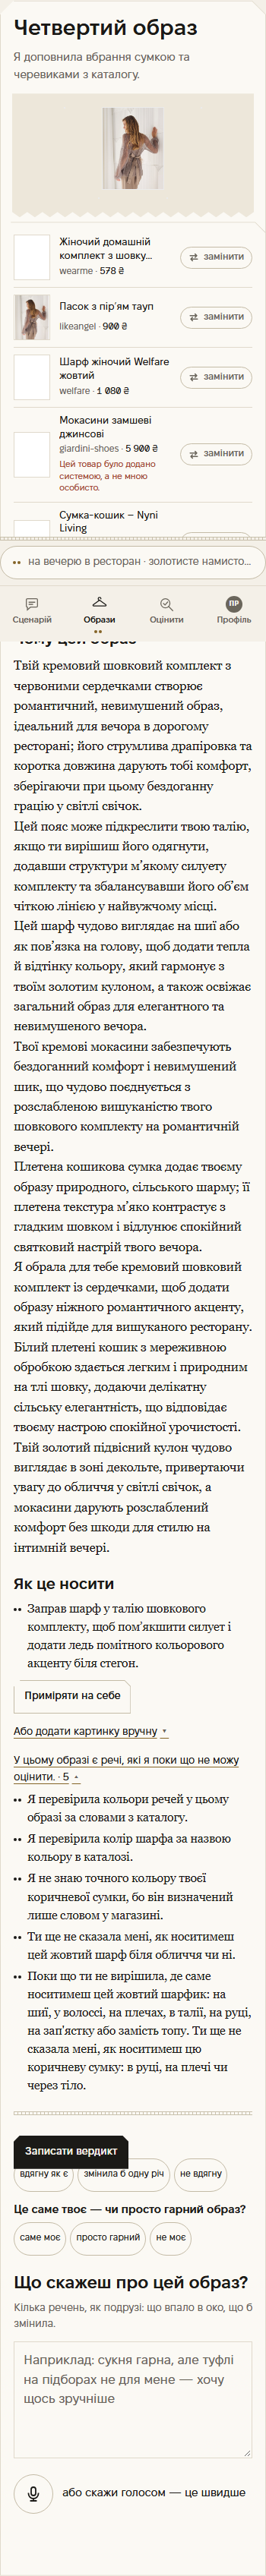 Четвертий образ
Я доповнила вбрання сумкою та
черевиками з каталогу.
Жіночий домашній
комплект з шовку...
wearme · 578 ₴
замінити
Пасок з пір'ям тауп
likeangel · 900 ₴
замінити
Шарф жіночий Welfare
жовтий
welfare · 1 080 ₴
замінити
Мокасини замшеві
джинсові
giardini-shoes · 5 900 ₴
Цей товар було додано
системою, а не мною
особисто.
замінити
Сумка-кошик – Nyni
Living
на вечерю в ресторан · золотисте намисто...
Сценарій
Образи
Оцінити
ПР
Профіль
Твій кремовий шовковий комплект з
червоними сердечками створює
романтичний, невимушений образ,
ідеальний для вечора в дорогому
ресторані; його струмлива драпіровка та
коротка довжина дарують тобі комфорт,
зберігаючи при цьому бездоганну
грацію у світлі свічок.
Цей пояс може підкреслити твою талію,
якщо ти вирішиш його одягнути,
додавши структури м’якому силуету
комплекту та збалансувавши його об’єм
чіткою лінією у найвужчому місці.
Цей шарф чудово виглядає на шиї або
як пов’язка на голову, щоб додати тепла
й відтінку кольору, який гармонує з
твоїм золотим кулоном, а також освіжає
загальний образ для елегантного та
невимушеного вечора.
Твої кремові мокасини забезпечують
бездоганний комфорт і невимушений
шик, що чудово поєднується з
розслабленою вишуканістю твого
шовкового комплекту на романтичній
вечері.
Плетена кошикова сумка додає твоєму
образу природного, сільського шарму; її
плетена текстура м’яко контрастує з
гладким шовком і відлунює спокійний
святковий настрій твого вечора.
Я обрала для тебе кремовий шовковий
комплект із сердечками, щоб додати
образу ніжного романтичного акценту,
який підійде для вишуканого ресторану.
Білий плетені кошик з мереживною
обробкою здається легким і природним
на тлі шовку, додаючи делікатну
сільську елегантність, що відповідає
твоєму настрою спокійної урочистості.
Твій золотий підвісний кулон чудово
виглядає в зоні декольте, привертаючи
увагу до обличчя у світлі свічок, а
мокасини дарують розслаблений
комфорт без шкоди для стилю на
інтимній вечері.
Як це носити
Заправ шарф у талію шовкового
комплекту, щоб пом’якшити силует і
додати ледь помітного кольорового
акценту біля стегон.
Приміряти на себе
Або додати картинку вручну
У цьому образі є речі, які я поки що не можу
оцінити. · 5
Я перевірила кольори речей у цьому
образі за словами з каталогу.
Я перевірила колір шарфа за назвою
кольору в каталозі.
Я не знаю точного кольору твоєї
коричневої сумки, бо він визначений
лише словом у магазині.
Ти ще не сказала мені, як носитимеш
цей жовтий шарф біля обличчя чи ні.
Поки що ти не вирішила, де саме
носитимеш цей жовтий шарфик: на
шиї, у волоссі, на плечах, в талії, на руці,
на зап'ястку або замість топу. Ти ще не
сказала мені, як носитимеш цю
коричневу сумку: в руці, на плечі чи
через тіло.
Записати вердикт
вдягну як є
змінила б одну річ
не вдягну
Це саме твоє — чи просто гарний образ?
саме моє
просто гарний
не моє
Що скажеш про цей образ?
Кілька речень, як подрузі: що впало в око, що б
змінила.
Наприклад: сукня гарна, але туфлі
на підборах не для мене — хочу
щось зручніше
або скажи голосом — це швидше